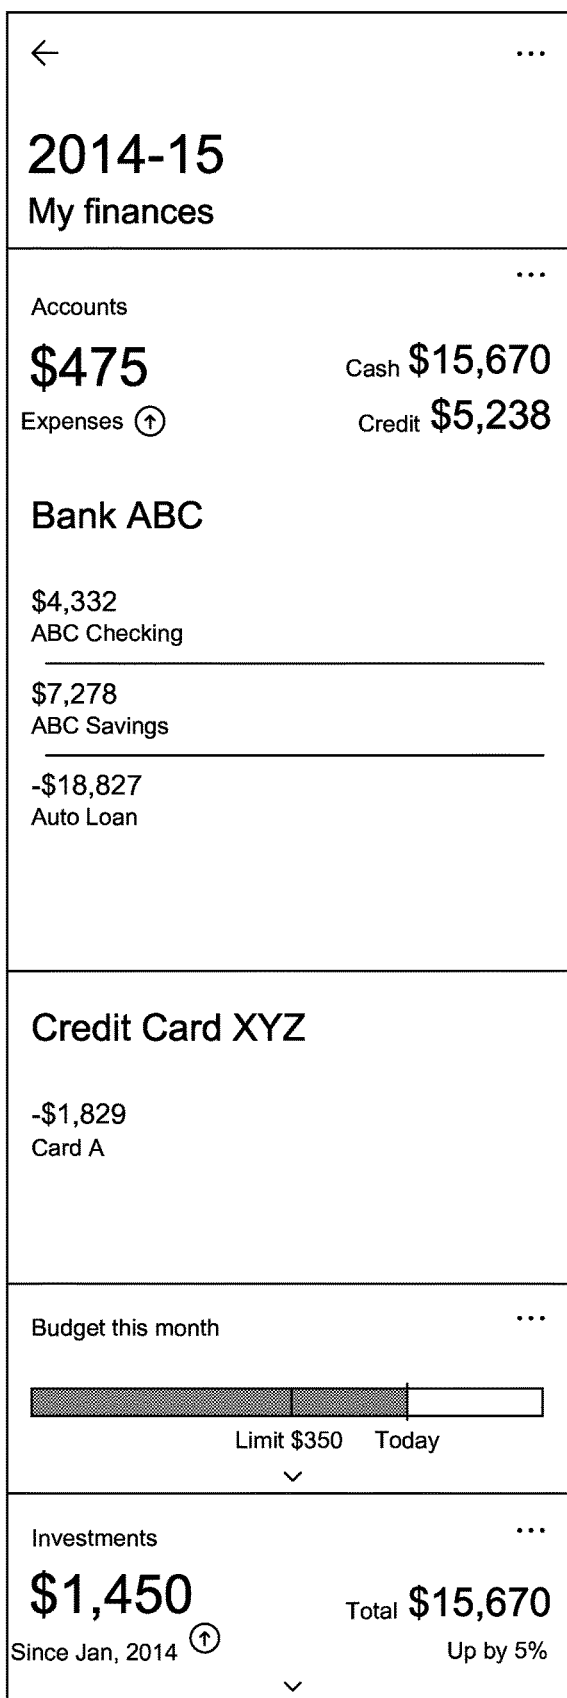 2014-15
My finances
Accounts
$475
Cash $15,670
Expenses
Credit $5,238
Bank ABC
$4,332
ABC Checking
$7,278
ABC Savings
-$18,827
Auto Loan
Credit Card XYZ
-$1,829
Card A
Budget this month
Limit $350 Today
Investments
$1,450
Total $15,670
Since Jan, 2014
Up by 5%